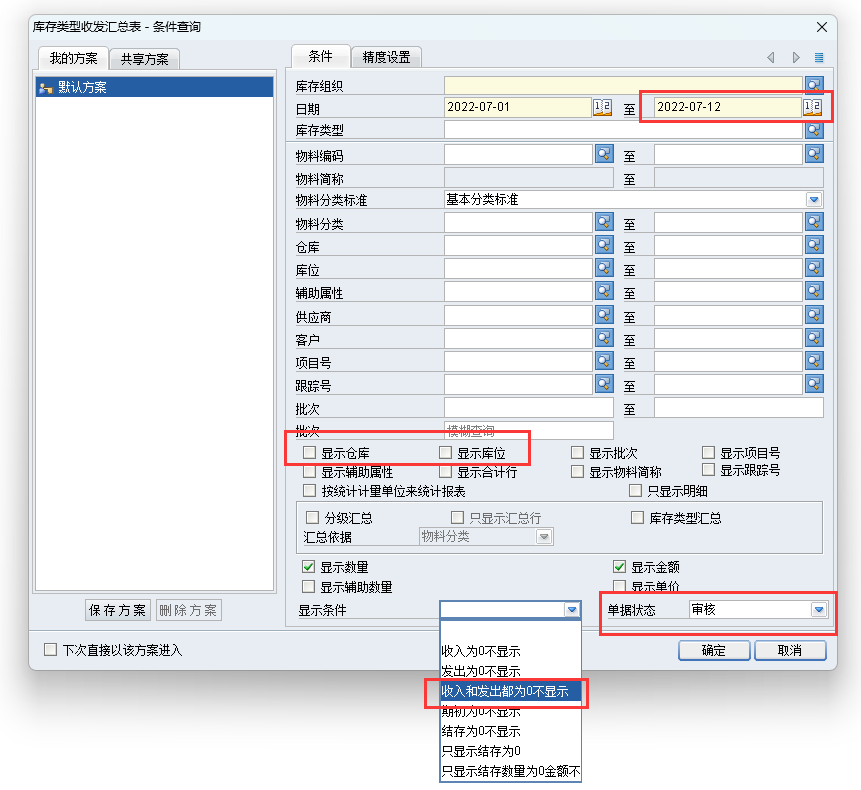 库存类型收发汇总表 - 条件查询
我的方案 共享方案
默认方案
条件 精度设置
库存组织
日期 2022-07-01 至 2022-07-12
库存类型
物料编码 至
物料简称 至
物料分类标准 基本分类标准
物料分类 至
仓库 至
库位 至
辅助属性 至
供应商 至
客户 至
项目号 至
跟踪号 至
批次 至
批次 模糊查询
显示仓库 显示库位 显示批次 显示项目号
显示辅助属性 显示合计行 显示物料简称 显示跟踪号
按统计计量单位来统计报表 只显示明细
分级汇总 只显示汇总行 库存类型汇总
汇总依据 物料分类
显示数量 显示金额
显示辅助数量 显示单价
保存方案 删除方案
显示条件 单据状态 审核
下次直接以该方案进入 确定 取消
收入为0不显示
发出为0不显示
收入和发出都为0不显示
期初为0不显示
结存为0不显示
只显示结存为0
只显示结存数量为0金额不